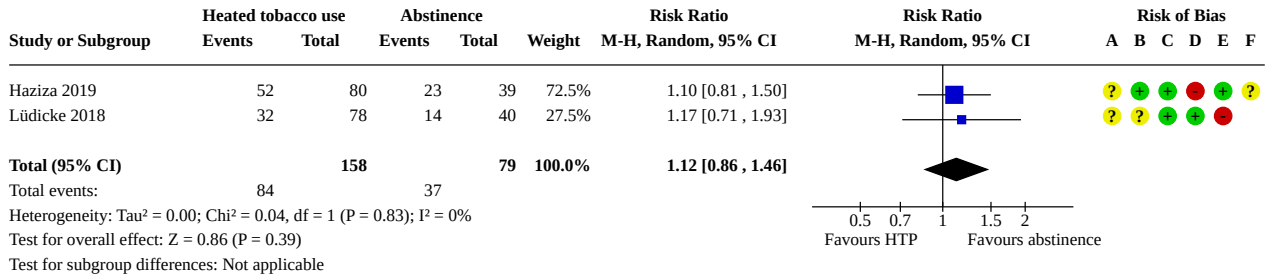 Heated tobacco use Abstinence Risk Ratio Risk Ratio Risk of Bias
Study or Subgroup Events Total Events Total Weight M-H, Random, 95% CI M-H, Random, 95% CI A B C D E F
Haziza 2019 52 80 23 39 72.5% 1.10 [0.81 , 1.50] ? + + - + ?
Lüdicke 2018 32 78 14 40 27.5% 1.17 [0.71 , 1.93] ? ? + + -
Total (95% CI) 158 79 100.0% 1.12 [0.86 , 1.46]
Total events: 84 37
Heterogeneity: Tau² = 0.00; Chi² = 0.04, df = 1 (P = 0.83); I² = 0%
0.5 0.7 1 1.5 2
Test for overall effect: Z = 0.86 (P = 0.39) Favours HTP Favours abstinence
Test for subgroup differences: Not applicable